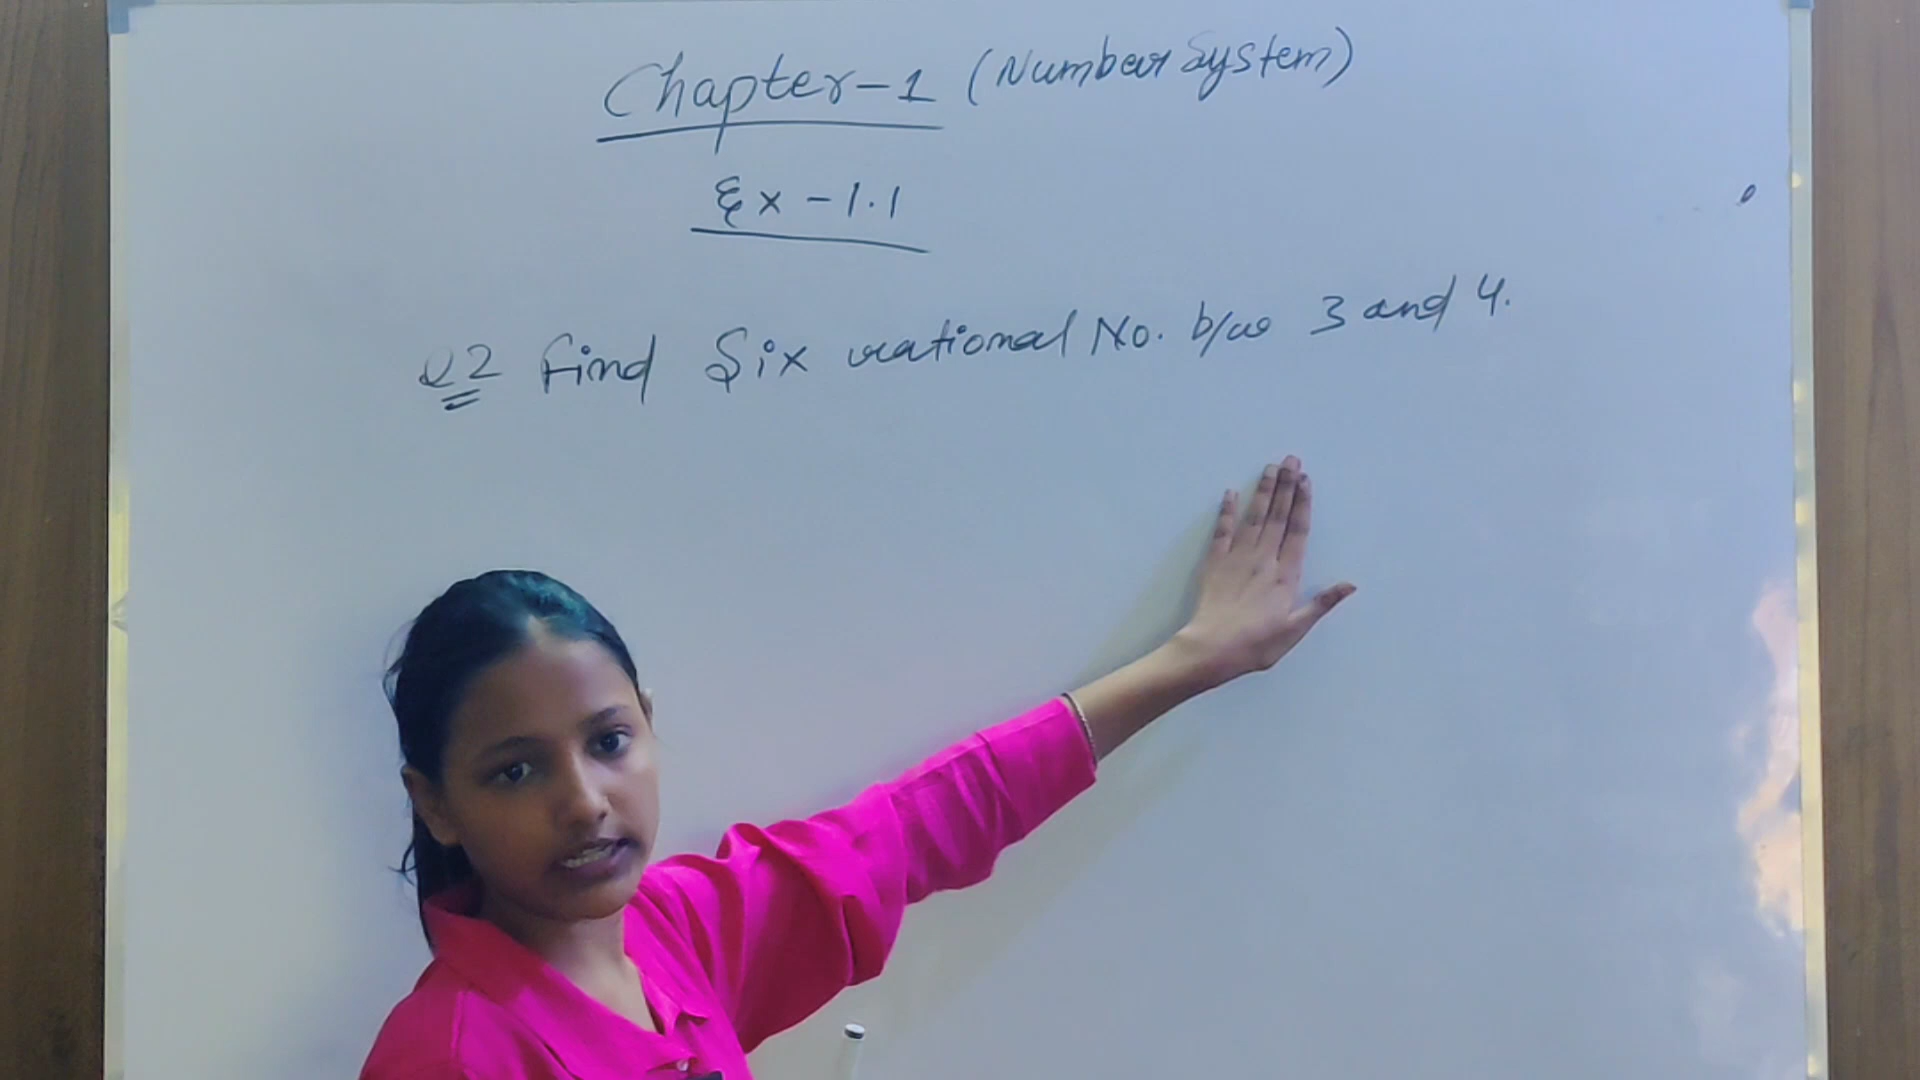 Chapter-1 (Number System)
Ex - 1.1
Q2 Find Six rational No. b/w 3 and 4.